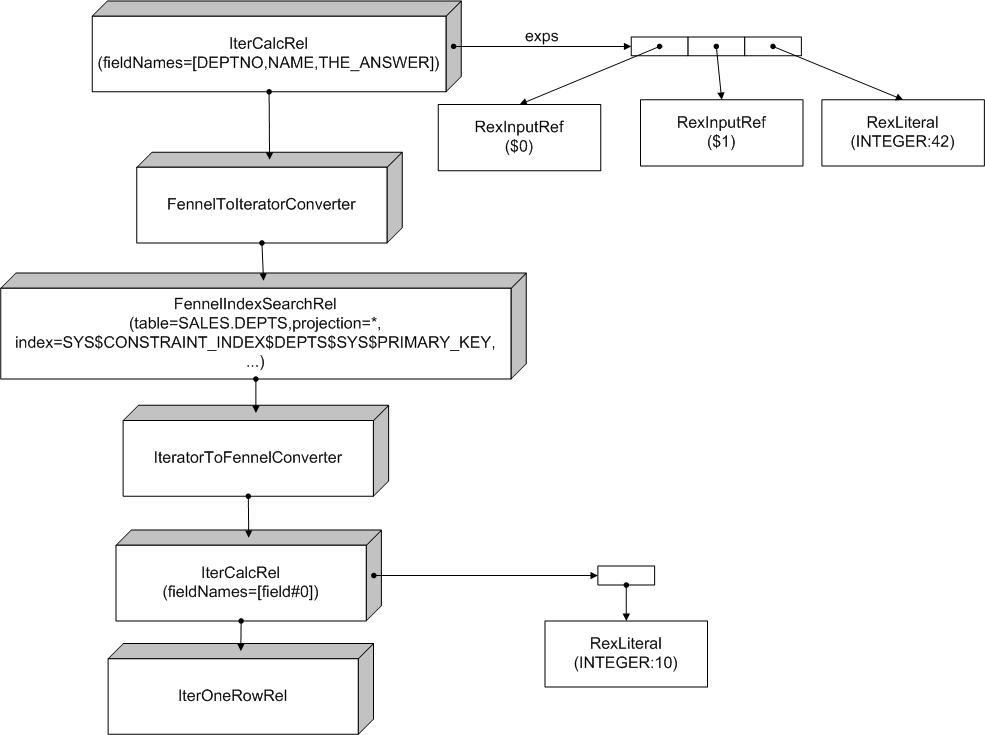 IterCalcRel
(fieldNames=[DEPTNO,NAME,THE_ANSWER])
exps
RexInputRef
($0)
RexInputRef
($1)
RexLiteral
(INTEGER:42)
FennelToIteratorConverter
FennelIndexSearchRel
(table=SALES.DEPTS,projection=*,
index=SYS$CONSTRAINT_INDEX$DEPTS$SYS$PRIMARY_KEY,
...)
IteratorToFennelConverter
IterCalcRel
(fieldNames=[field#0])
RexLiteral
(INTEGER:10)
IterOneRowRel